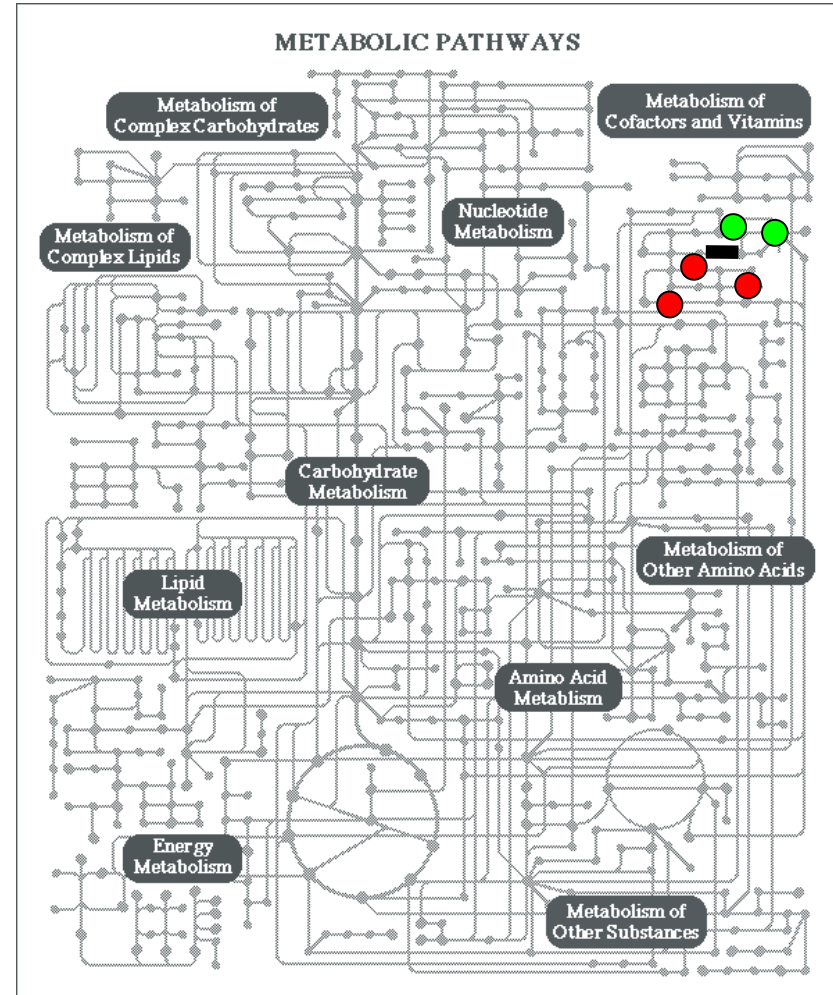 METABOLIC PATHWAYS
Metabolism of
Complex Carbohydrates
Metabolism of
Cofactors and Vitamins
Nucleotide
Metabolism
Metabolism of
Complex Lipids
Carbohydrate
Metabolism
Metabolism of
Other Amino Acids
Lipid
Metabolism
Amino Acid
Metablism
Energy
Metabolism
Metabolism of
Other Substances